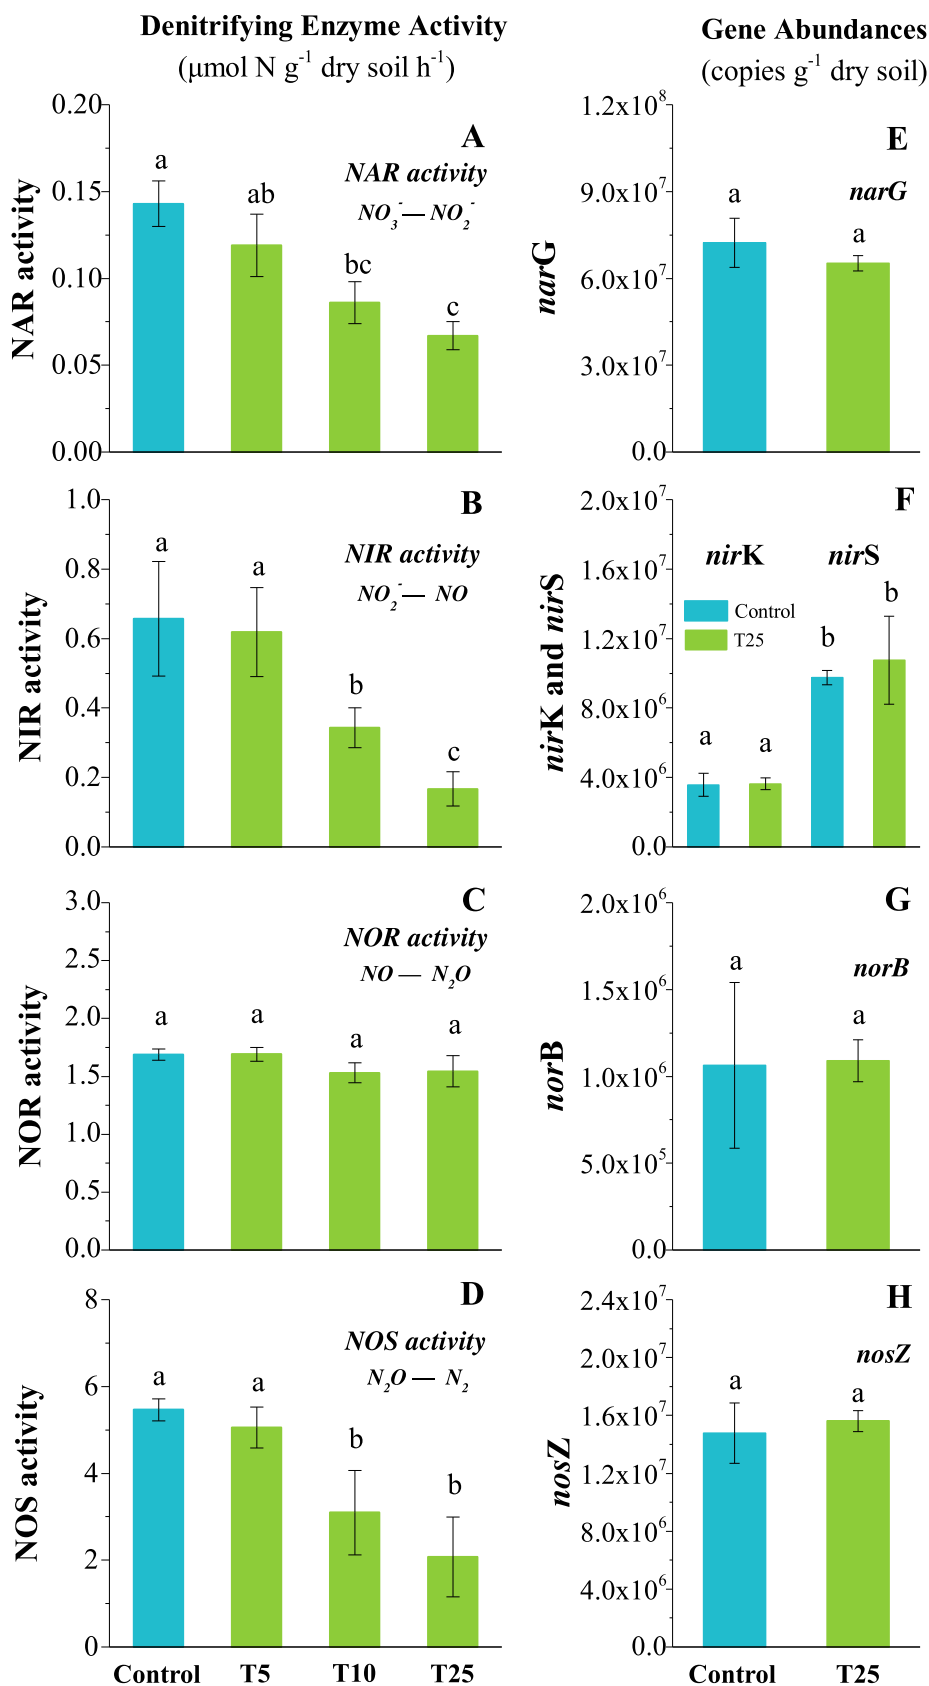 Denitrifying Enzyme Activity
(μmol N g⁻¹ dry soil h⁻¹)
Gene Abundances
(copies g⁻¹ dry soil)
NAR activity
0.20
0.15
0.10
0.05
0.00
A
NAR activity
NO₃⁻— NO₂⁻
a
ab
bc
c
narG
1.2x10⁸
9.0x10⁷
6.0x10⁷
3.0x10⁷
0.0
E
narG
a
a
NIR activity
1.0
0.8
0.6
0.4
0.2
0.0
B
NIR activity
NO₂⁻— NO
a
a
b
c
nirK and nirS
2.0x10⁷
1.6x10⁷
1.2x10⁷
8.0x10⁶
4.0x10⁶
0.0
F
nirK
nirS
Control
T25
a
a
b
b
NOR activity
3.0
2.5
2.0
1.5
1.0
0.5
0.0
C
NOR activity
NO — N₂O
a
a
a
a
norB
2.0x10⁶
1.5x10⁶
1.0x10⁶
5.0x10⁵
0.0
G
norB
a
a
NOS activity
8
6
4
2
0
D
NOS activity
N₂O — N₂
a
a
b
b
Control
T5
T10
T25
nosZ
2.4x10⁷
2.0x10⁷
1.6x10⁷
1.2x10⁷
8.0x10⁶
4.0x10⁶
0.0
H
nosZ
a
a
Control
T25